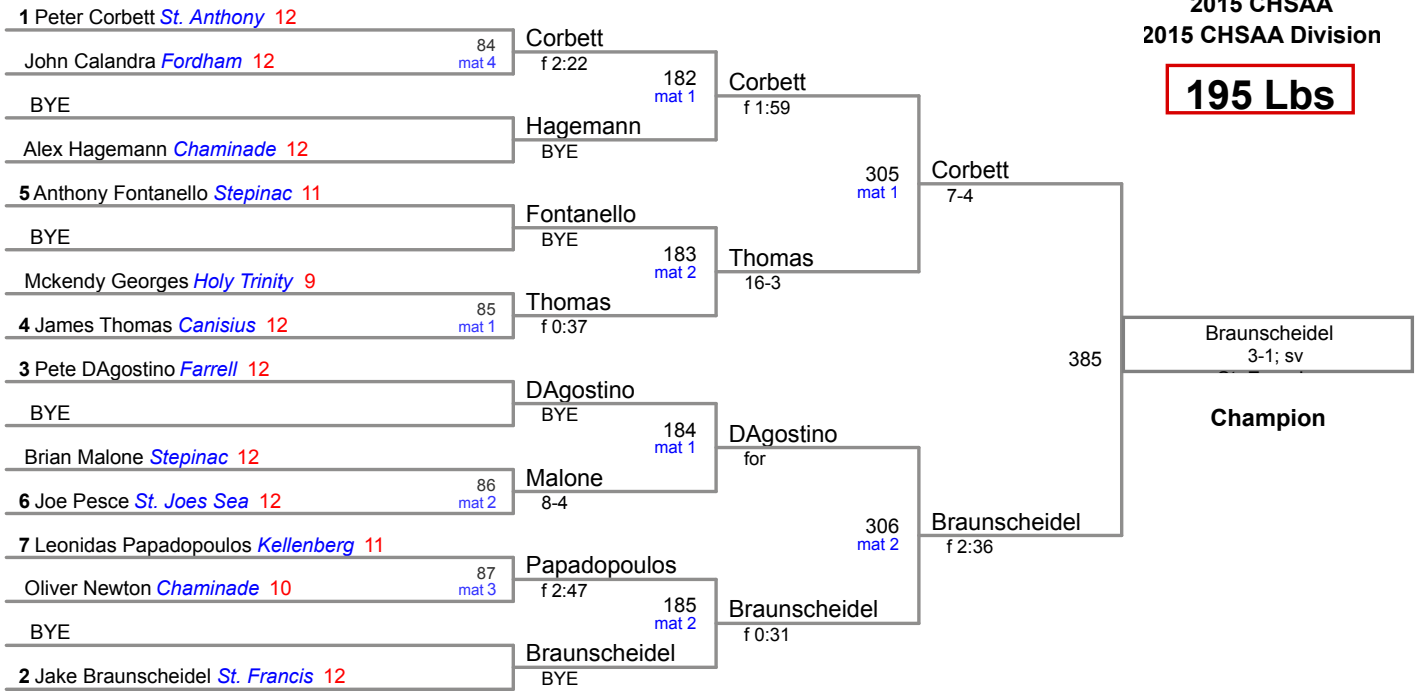 2015 CHSAA
2015 CHSAA Division
195 Lbs
1 Peter Corbett St. Anthony 12
84
mat 4
John Calandra Fordham 12
BYE
Alex Hagemann Chaminade 12
5 Anthony Fontanello Stepinac 11
BYE
Mckendy Georges Holy Trinity 9
85
mat 1
4 James Thomas Canisius 12
3 Pete DAgostino Farrell 12
BYE
Brian Malone Stepinac 12
86
mat 2
6 Joe Pesce St. Joes Sea 12
7 Leonidas Papadopoulos Kellenberg 11
87
mat 3
Oliver Newton Chaminade 10
BYE
2 Jake Braunscheidel St. Francis 12
Corbett
f 2:22
182
mat 1
Hagemann
BYE
Fontanello
BYE
183
mat 2
Thomas
f 0:37
DAgostino
BYE
184
mat 1
Malone
8-4
Papadopoulos
f 2:47
185
mat 2
Braunscheidel
BYE
Corbett
f 1:59
305
mat 1
Thomas
16-3
DAgostino
for
306
mat 2
Braunscheidel
f 0:31
Corbett
7-4
385
Braunscheidel
f 2:36
Braunscheidel
3-1; sv
Champion